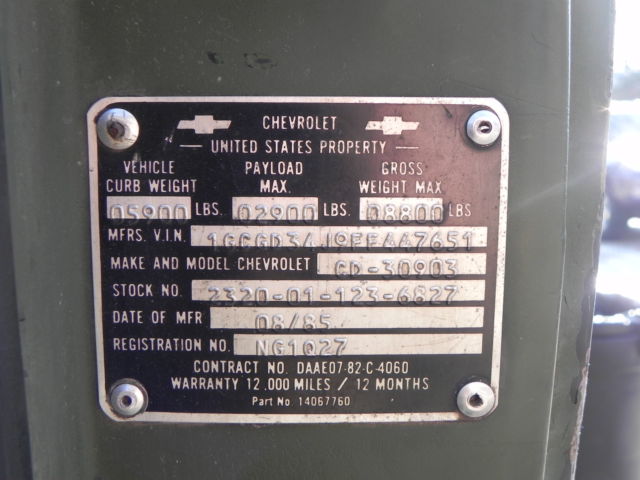 CHEVROLET
— UNITED STATES PROPERTY —
VEHICLE CURB WEIGHT PAYLOAD MAX. GROSS WEIGHT MAX.
05900 LBS. 02900 LBS. 08800 LBS
MFRS. V.I.N. 1GCGD34J9FF447651
MAKE AND MODEL CHEVROLET CD-30903
STOCK NO. 2320-01-123-6827
DATE OF MFR 08/85
REGISTRATION NO. NG1Q27
CONTRACT NO. DAAE07-82-C-4060
WARRANTY 12,000 MILES / 12 MONTHS
Part No. 14067760